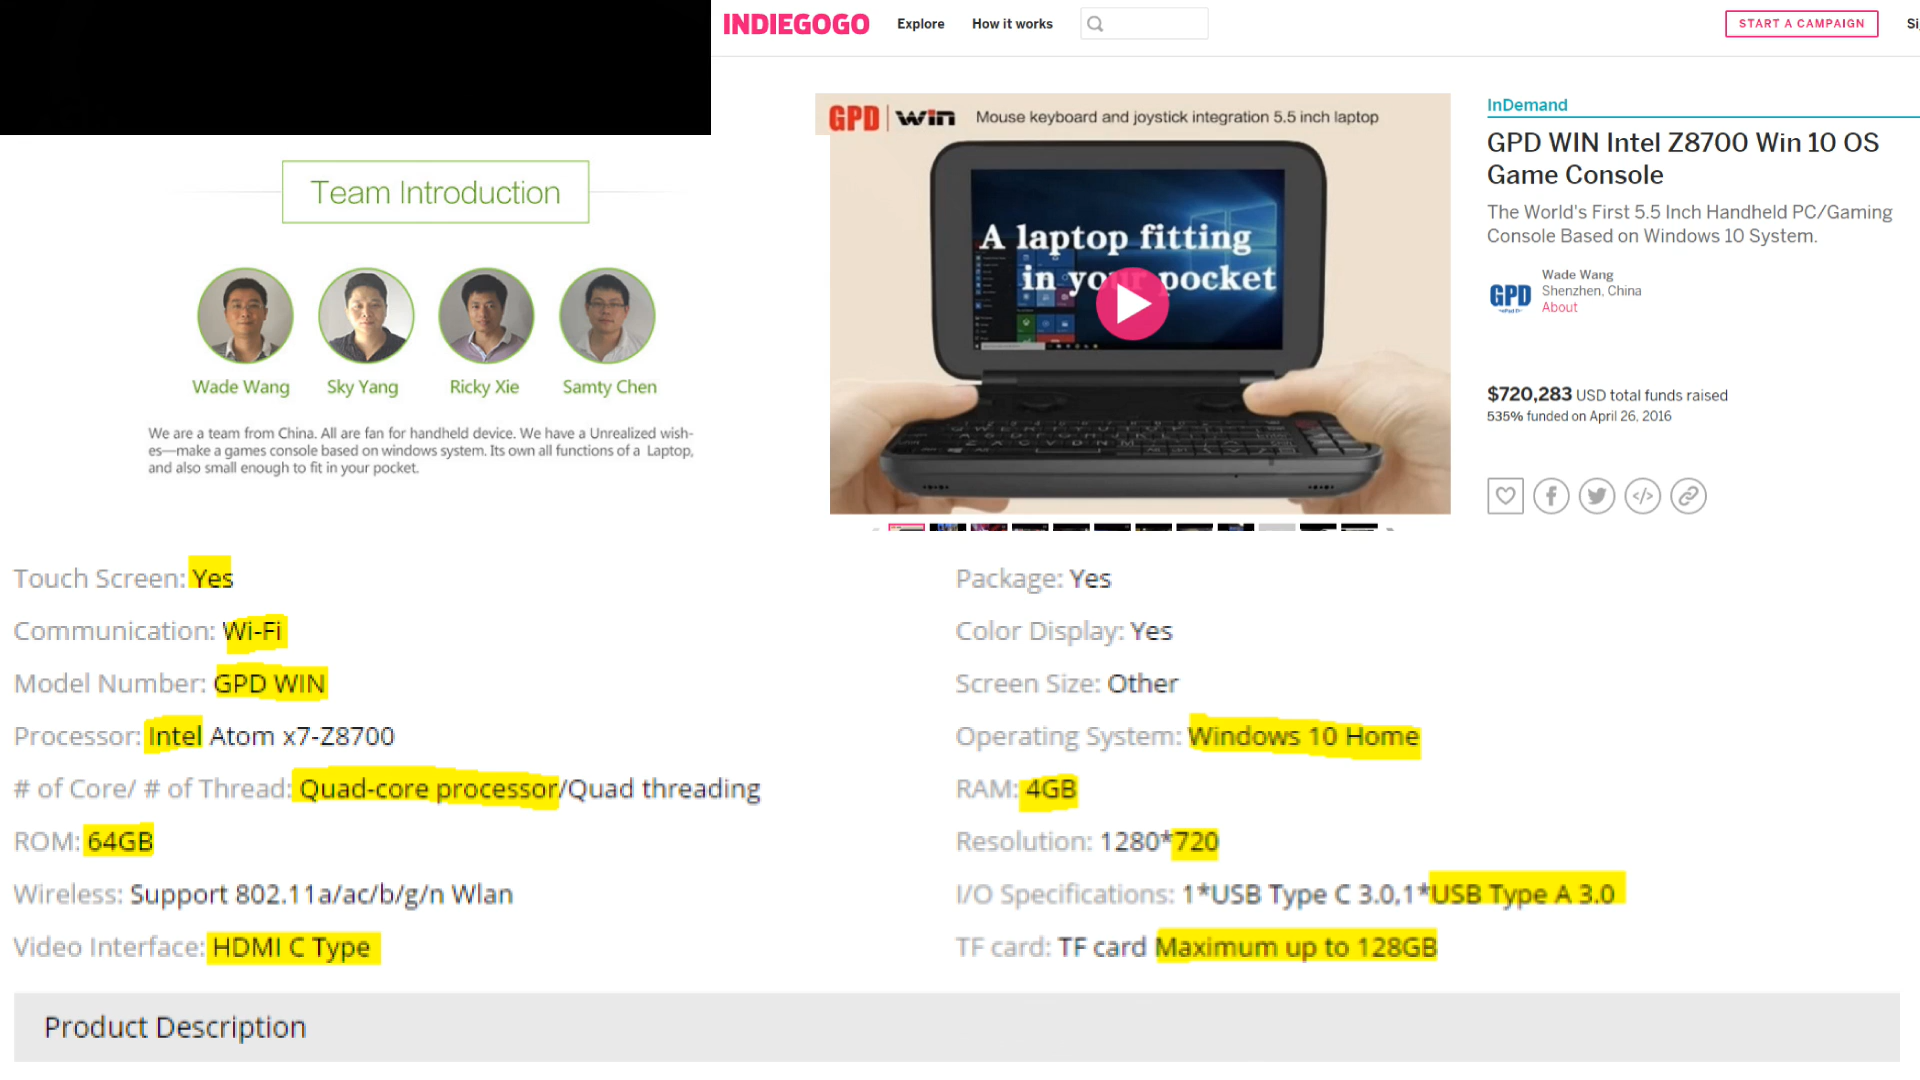 INDIEGOGO
Explore
How it works
START A CAMPAIGN
Team Introduction
Wade Wang
Sky Yang
Ricky Xie
Samty Chen
We are a team from China. All are fan for handheld device. We have a Unrealized wish-
es—make a games console based on windows system. Its own all functions of a Laptop,
and also small enough to fit in your pocket.
GPD WIN Mouse keyboard and joystick integration 5.5 inch laptop
A laptop fitting
in your pocket
InDemand
GPD WIN Intel Z8700 Win 10 OS
Game Console
The World's First 5.5 Inch Handheld PC/Gaming
Console Based on Windows 10 System.
GPD
Wade Wang
Shenzhen, China
About
$720,283 USD total funds raised
535% funded on April 26, 2016
Touch Screen: Yes
Communication: Wi-Fi
Model Number: GPD WIN
Processor: Intel Atom x7-Z8700
# of Core/ # of Thread: Quad-core processor/Quad threading
ROM: 64GB
Wireless: Support 802.11a/ac/b/g/n Wlan
Video Interface: HDMI C Type
Package: Yes
Color Display: Yes
Screen Size: Other
Operating System: Windows 10 Home
RAM: 4GB
Resolution: 1280*720
I/O Specifications: 1*USB Type C 3.0,1*USB Type A 3.0
TF card: TF card Maximum up to 128GB
Product Description